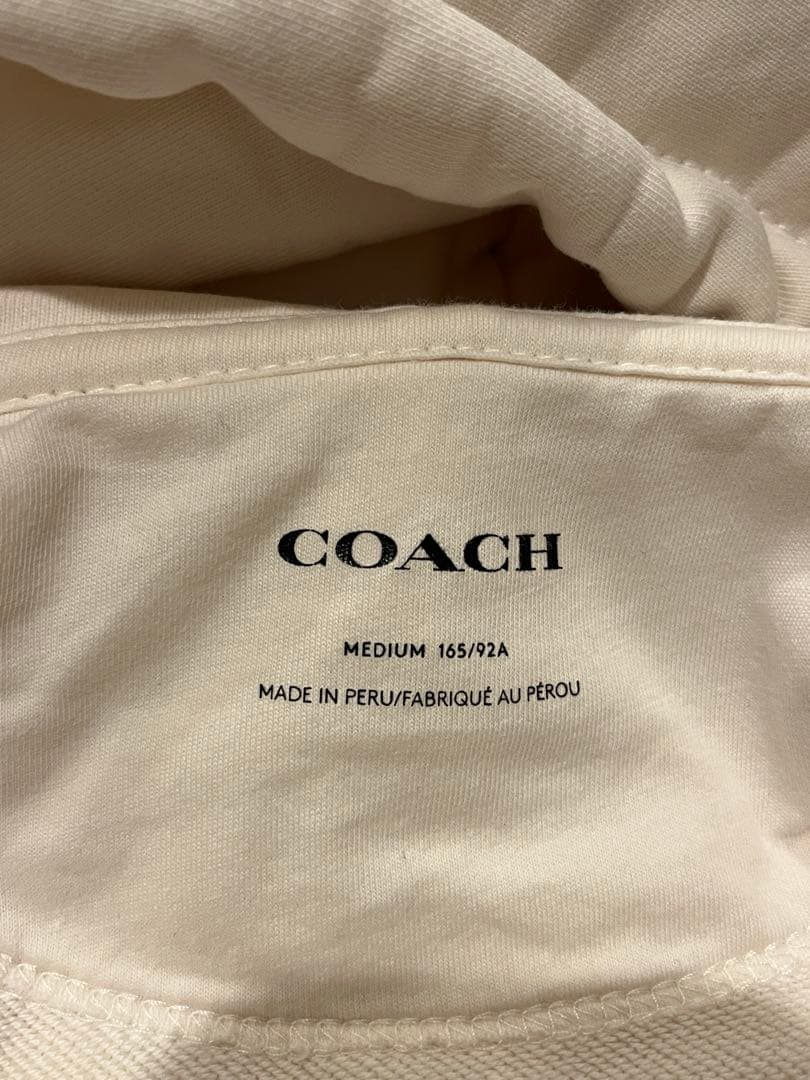 COACH
MEDIUM 165/92A
MADE IN PERU/FABRIQUÉ AU PÉROU